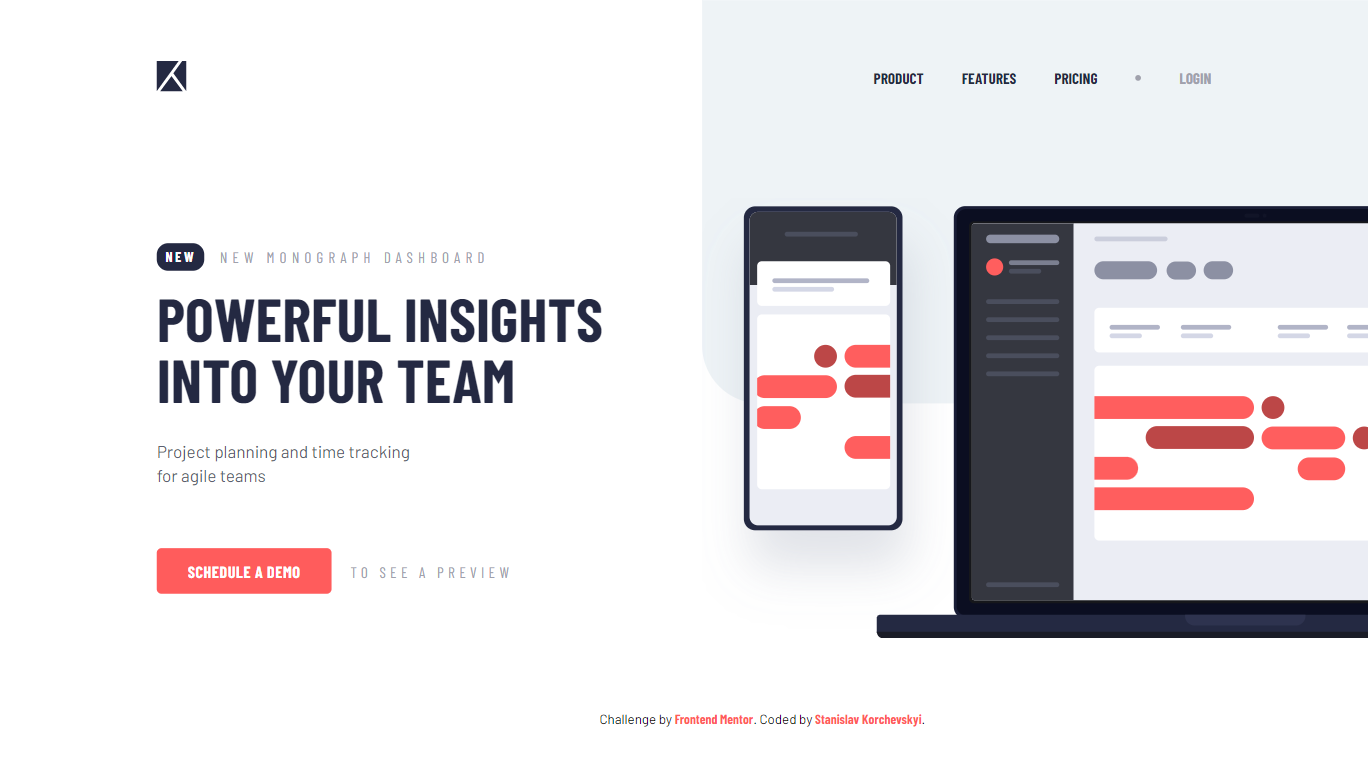 PRODUCT FEATURES PRICING • LOGIN
NEW NEW MONOGRAPH DASHBOARD
POWERFUL INSIGHTS
INTO YOUR TEAM
Project planning and time tracking
for agile teams
SCHEDULE A DEMO TO SEE A PREVIEW
Challenge by Frontend Mentor. Coded by Stanislav Korchevskyi.